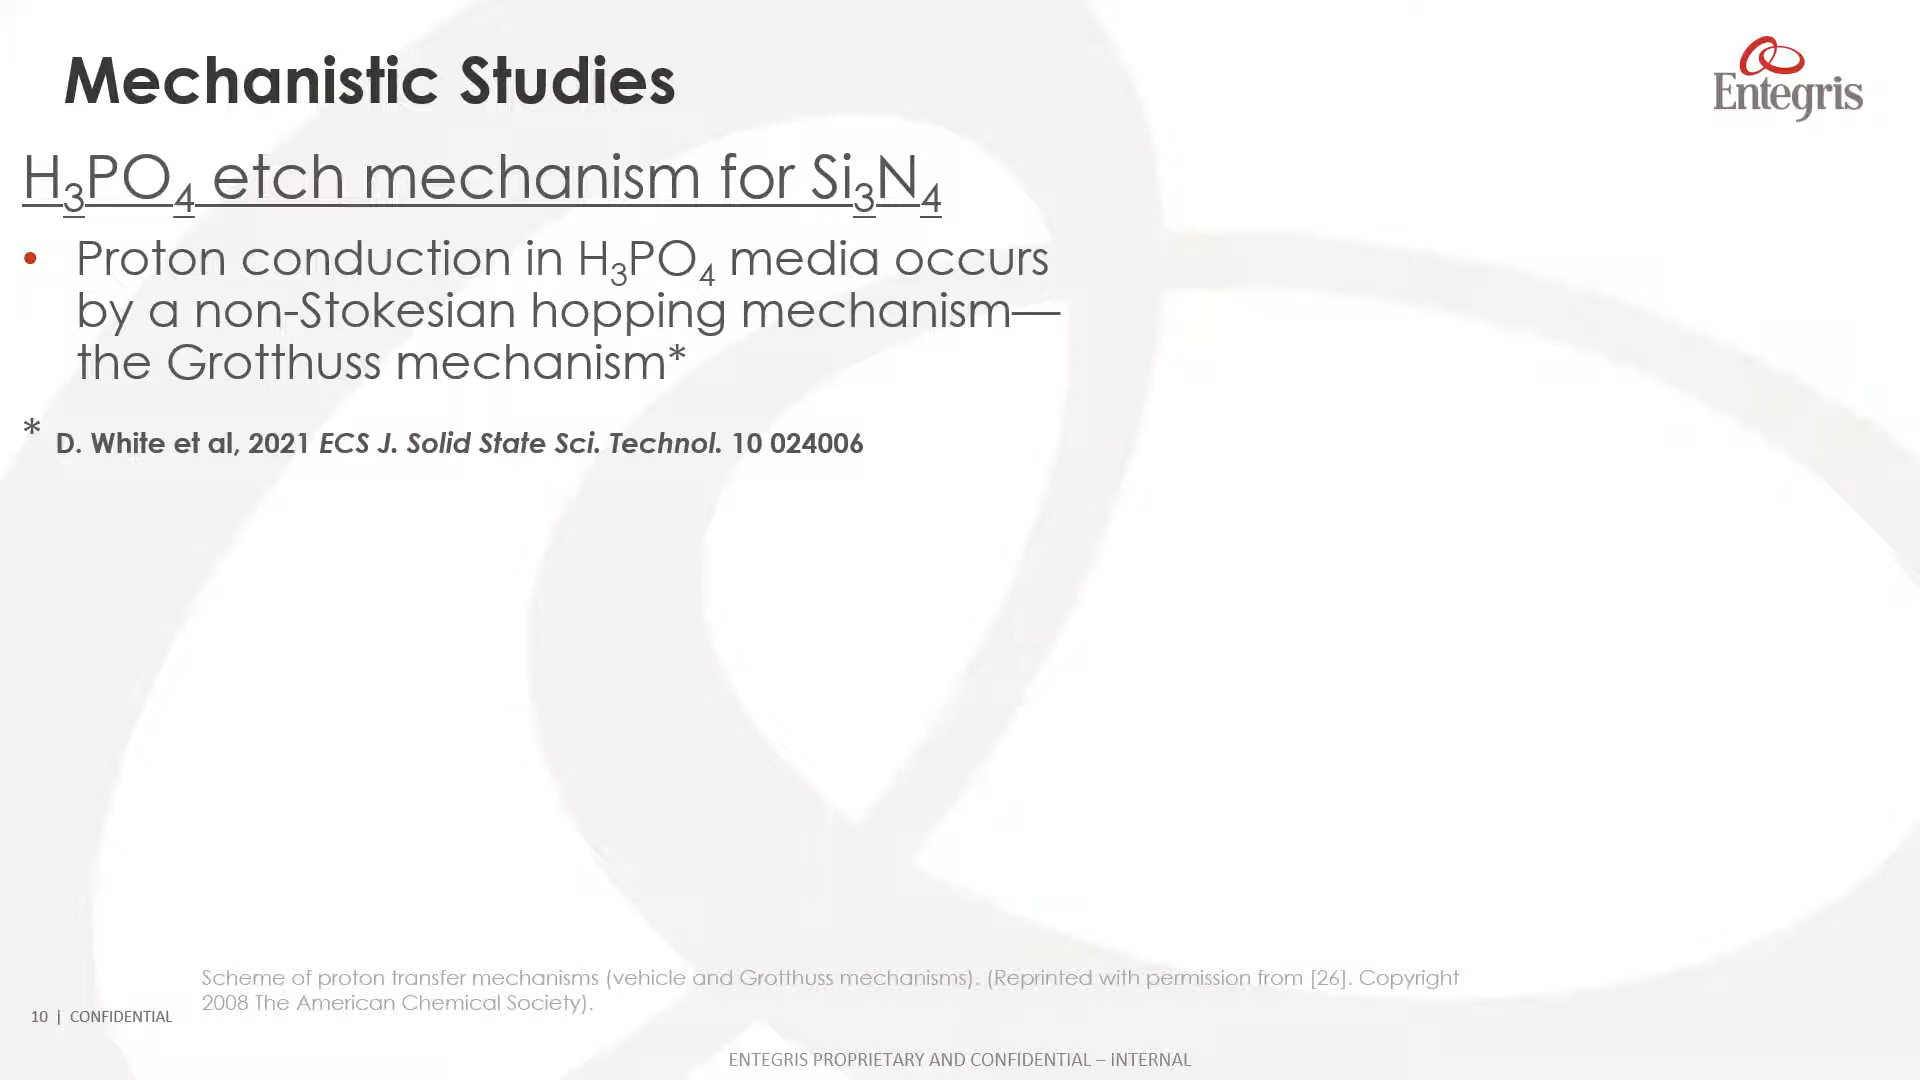 Mechanistic Studies
Entegris
H₃PO₄ etch mechanism for Si₃N₄
• Proton conduction in H₃PO₄ media occurs
by a non-Stokesian hopping mechanism—
the Grotthuss mechanism*
* D. White et al, 2021 ECS J. Solid State Sci. Technol. 10 024006
Scheme of proton transfer mechanisms (vehicle and Grotthuss mechanisms). (Reprinted with permission from [26]. Copyright
2008 The American Chemical Society).
10 | CONFIDENTIAL
ENTEGRIS PROPRIETARY AND CONFIDENTIAL – INTERNAL